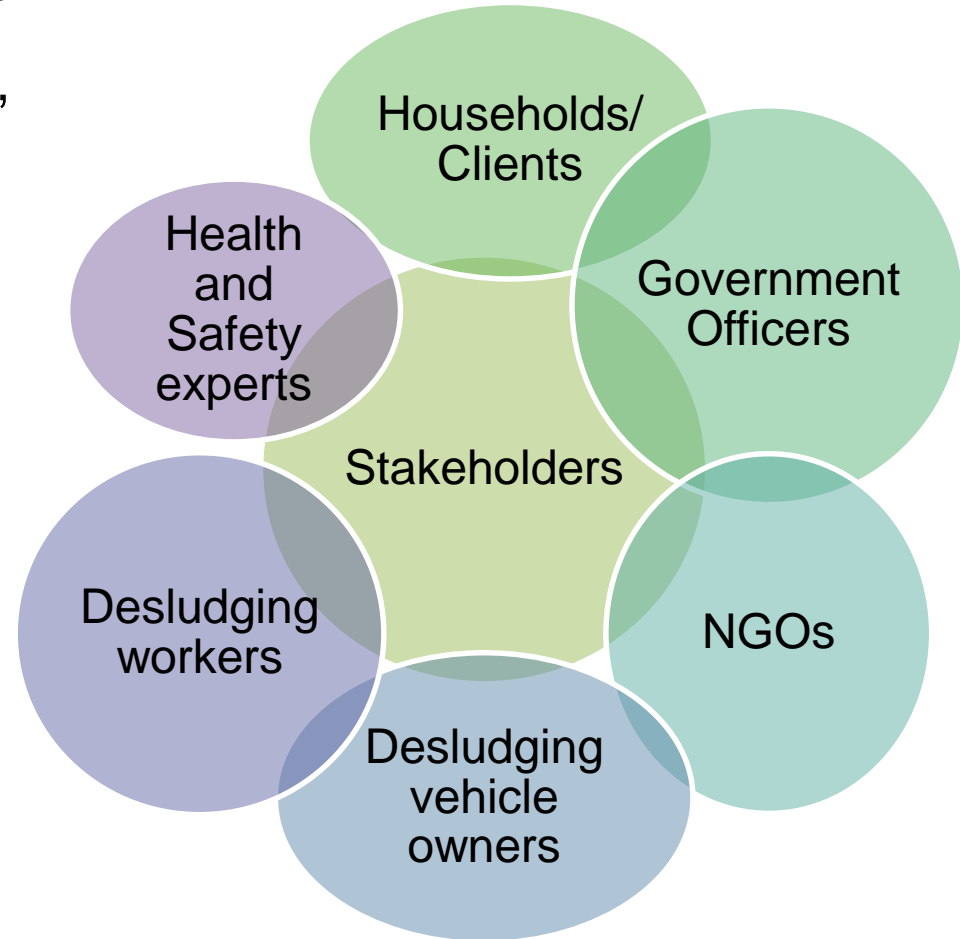 ,
Households/
Clients
Government
Officers
NGOs
Desludging
vehicle
owners
Desludging
workers
Health
and
Safety
experts
Stakeholders